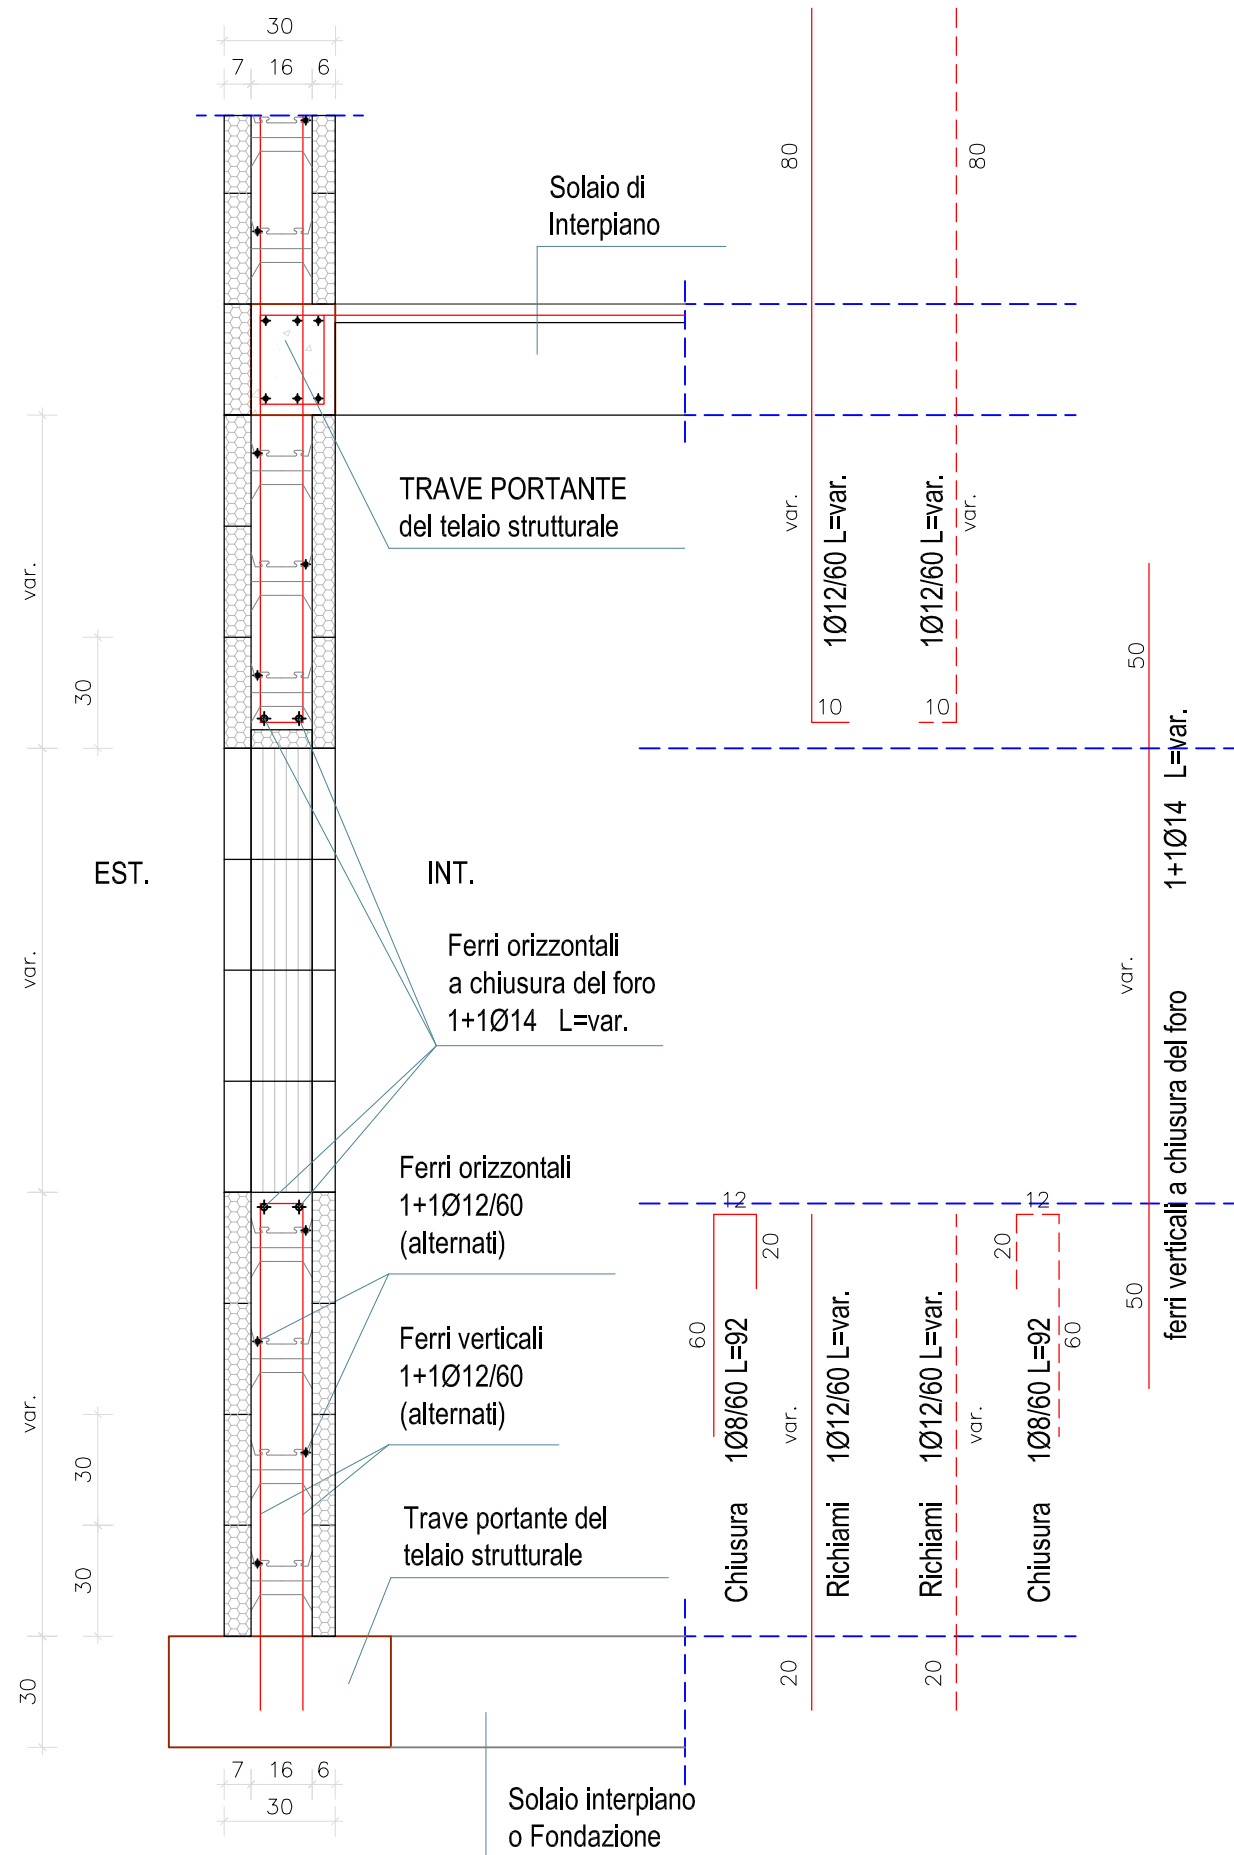 30
7 16 6
80
80
Solaio di
Interpiano
TRAVE PORTANTE
del telaio strutturale
var.
1Ø12/60 L=var.
1Ø12/60 L=var.
var.
var.
30
10
10
50
1+1Ø14 L=var.
EST.
INT.
Ferri orizzontali
a chiusura del foro
1+1Ø14 L=var.
var.
var.
ferri verticali a chiusura del foro
Ferri orizzontali
1+1Ø12/60
(alternati)
12
20
12
20
50
Ferri verticali
1+1Ø12/60
(alternati)
60
Chiusura 1Ø8/60 L=92
var.
Richiami 1Ø12/60 L=var.
Richiami 1Ø12/60 L=var.
var.
Chiusura 1Ø8/60 L=92
60
var.
30
30
Trave portante del
telaio strutturale
30
20
20
7 16 6
30
Solaio interpiano
o Fondazione